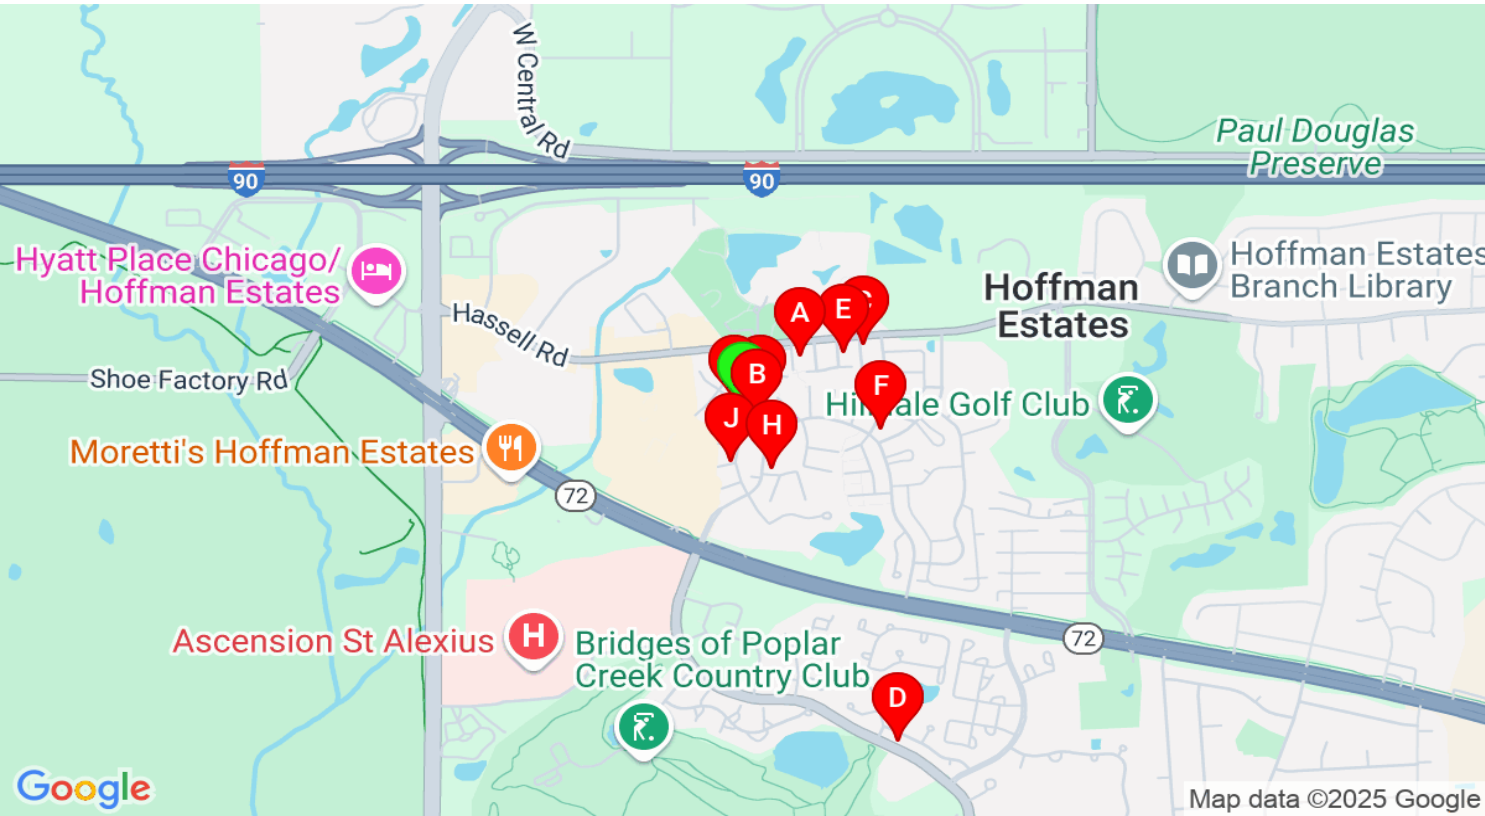 W Central Rd
Paul Douglas
Preserve
90
90
Hyatt Place Chicago/
Hoffman Estates
Hoffman Estates
Branch Library
Hoffman
Estates
Hassell Rd
A
E
Shoe Factory Rd
B
F
J
H
Golf Club
Moretti's Hoffman Estates
72
Ascension St Alexius
H
Bridges of Poplar
Creek Country Club
72
D
Google
Map data ©2025 Google